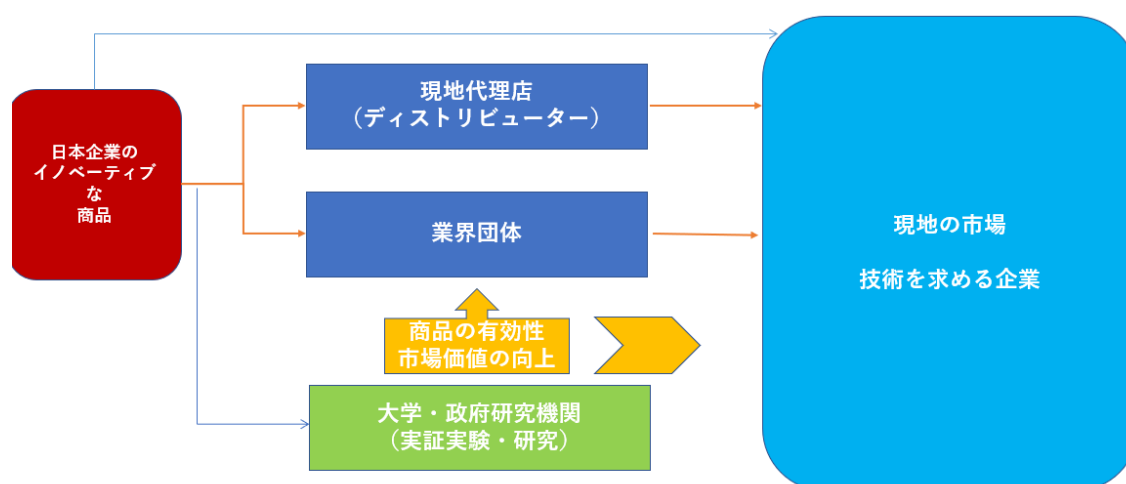 日本企業の
イノベーティブ
な
商品
現地代理店
（ディストリビューター）
業界団体
商品の有効性
市場価値の向上
大学・政府研究機関
（実証実験・研究）
現地の市場
技術を求める企業